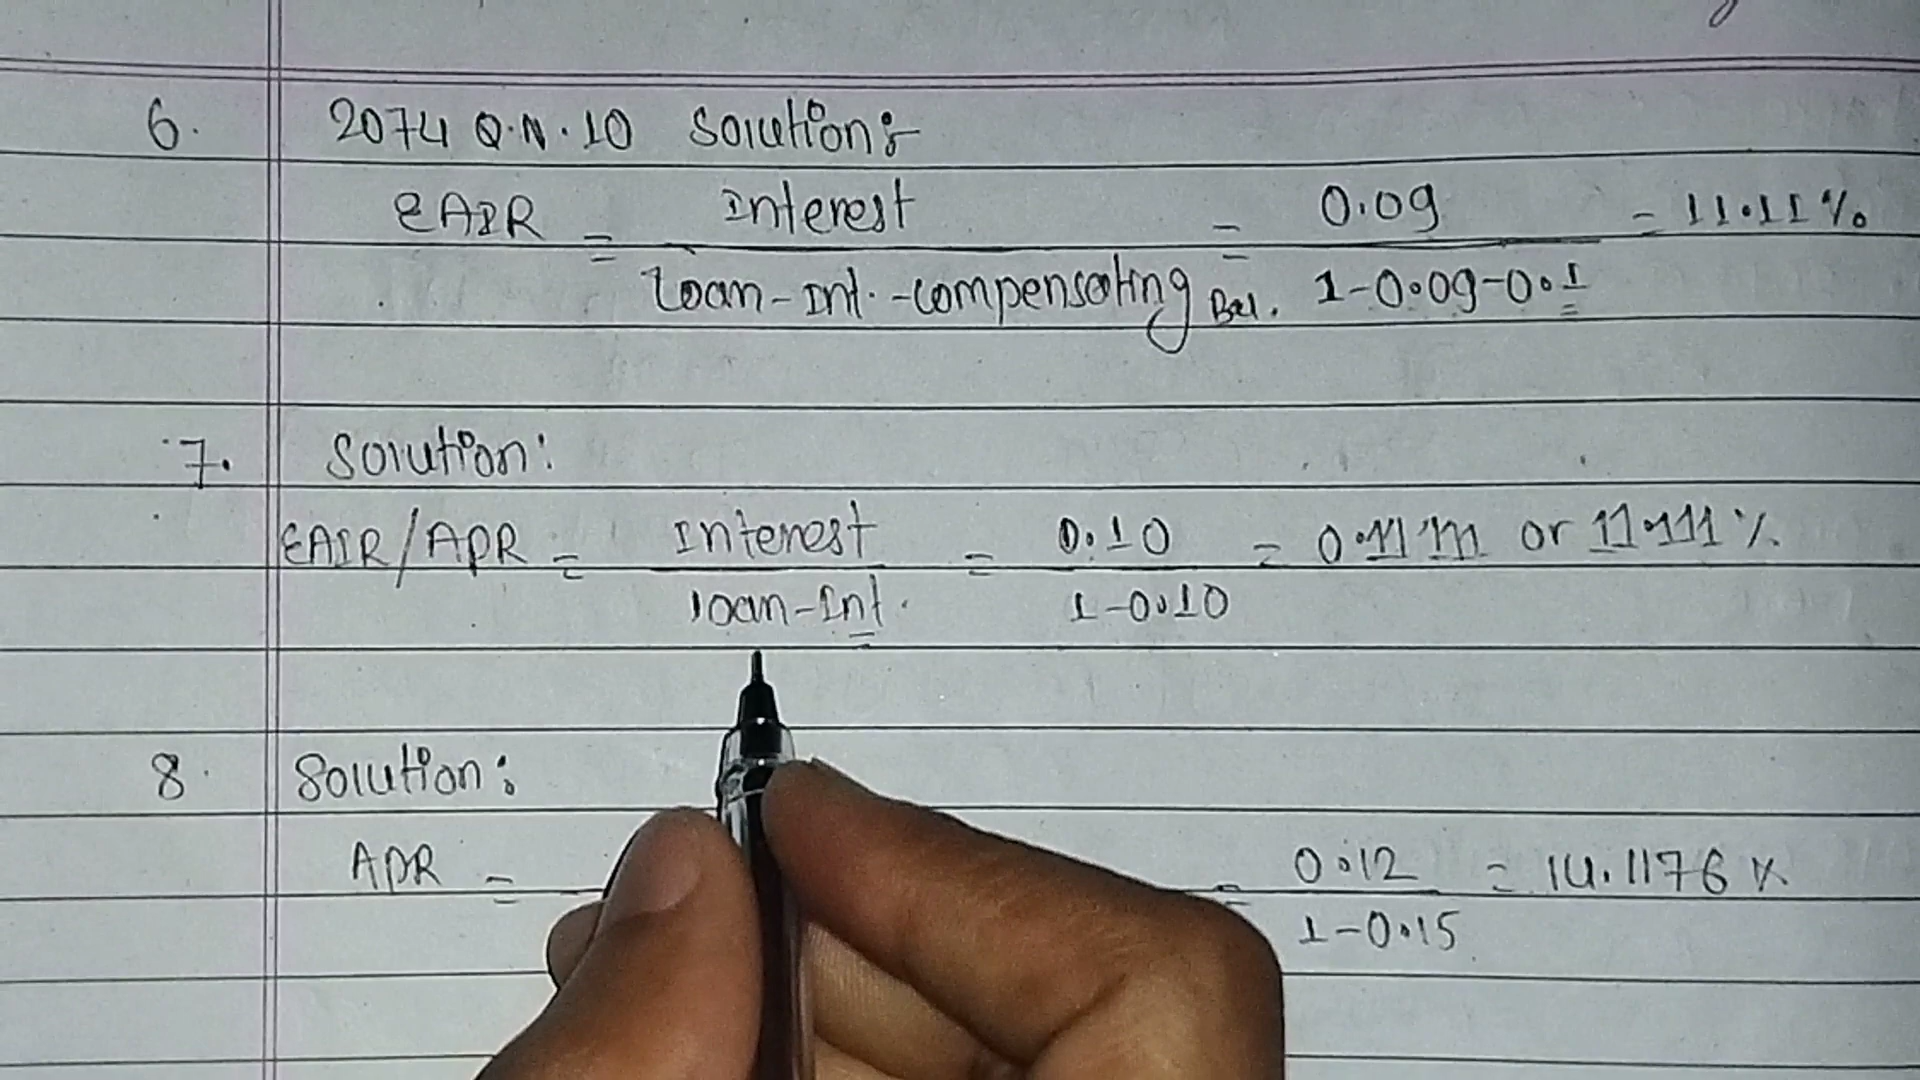 6. 2074 Q.N.10 Solution:-
EAIR = Interest / Loan-Int.-compensating Bal. = 0.09 / 1-0.09-0.1 = 11.11%
7. Solution:
EAIR/APR = Interest / loan-Int. = 0.10 / 1-0.10 = 0.11111 or 11.111%
8. Solution:
APR = = 0.12 / 1-0.15 = 14.1176%